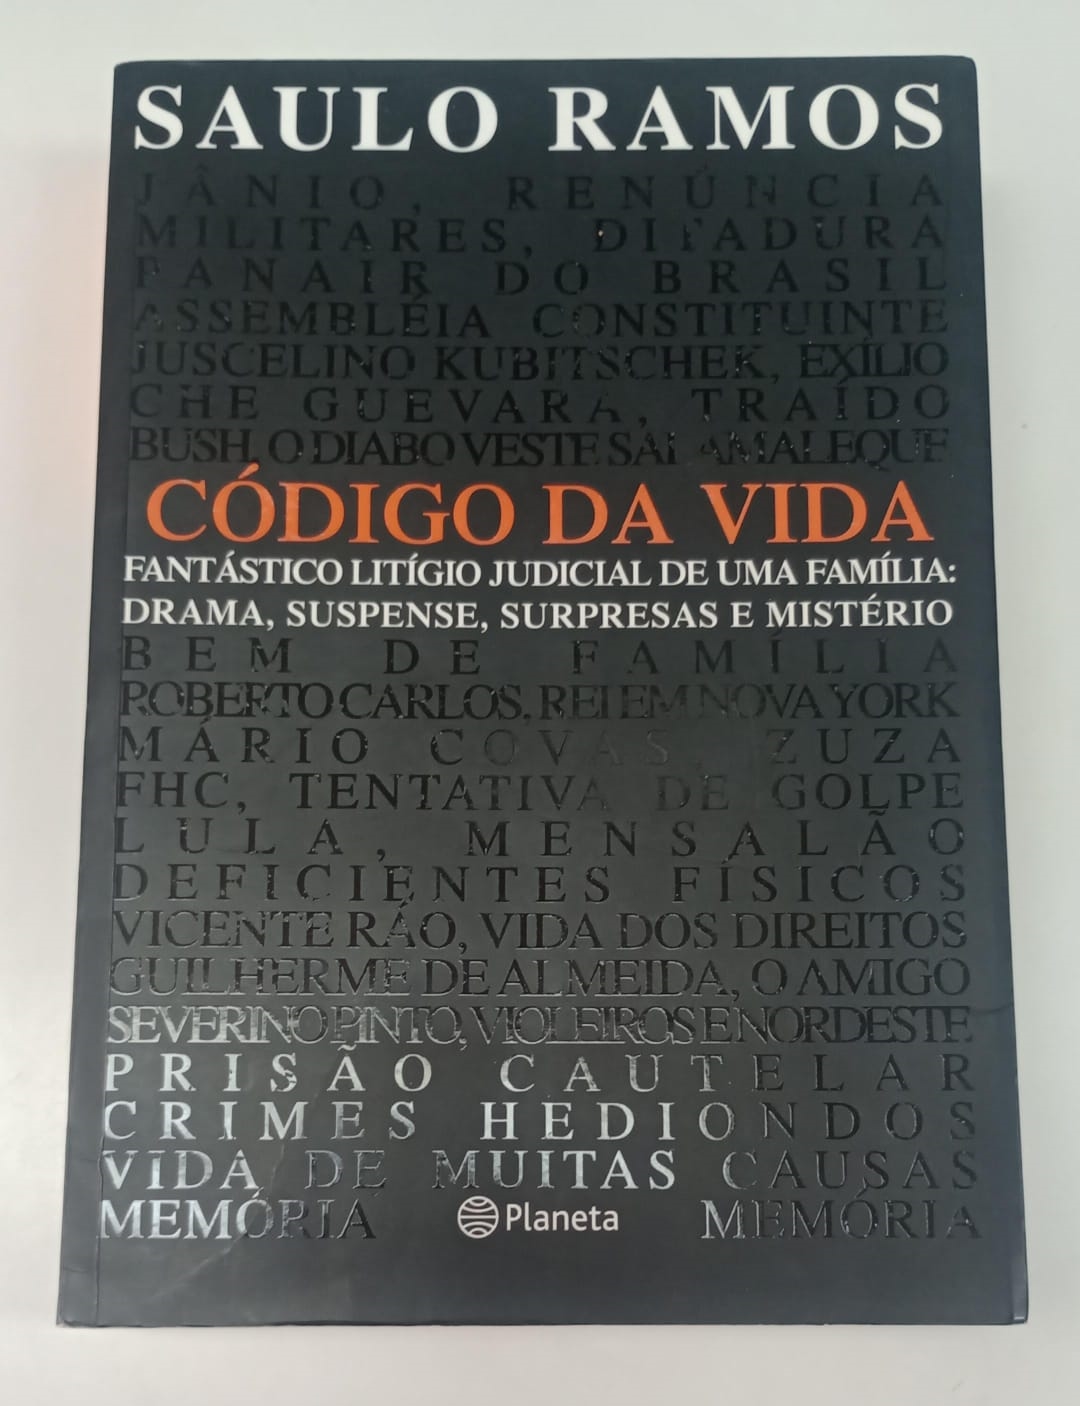 SAULO RAMOS
JÂNIO, RENÚNCIA
MILITARES, DITADURA
PANAIR DO BRASIL
ASSEMBLÉIA CONSTITUINTE
JUSCELINO KUBITSCHEK, EXÍLIO
CHE GUEVARA, TRAÍDO
BUSH, O DIABO VESTE SALAMALEQUE
CÓDIGO DA VIDA
FANTÁSTICO LITÍGIO JUDICIAL DE UMA FAMÍLIA:
DRAMA, SUSPENSE, SURPRESAS E MISTÉRIO
BEM DE FAMÍLIA
ROBERTO CARLOS, REI EM NOVA YORK
MÁRIO COVAS, ZUZA
FHC, TENTATIVA DE GOLPE
LULA, MENSALÃO
DEFICIENTES FÍSICOS
VICENTE RÁO, VIDA DOS DIREITOS
GUILHERME DE ALMEIDA, O AMIGO
SEVERINO PINTO, VIOLEIROS E NORDESTE
PRISÃO CAUTELAR
CRIMES HEDIONDOS
VIDA DE MUITAS CAUSAS
MEMÓRIA Planeta MEMÓRIA